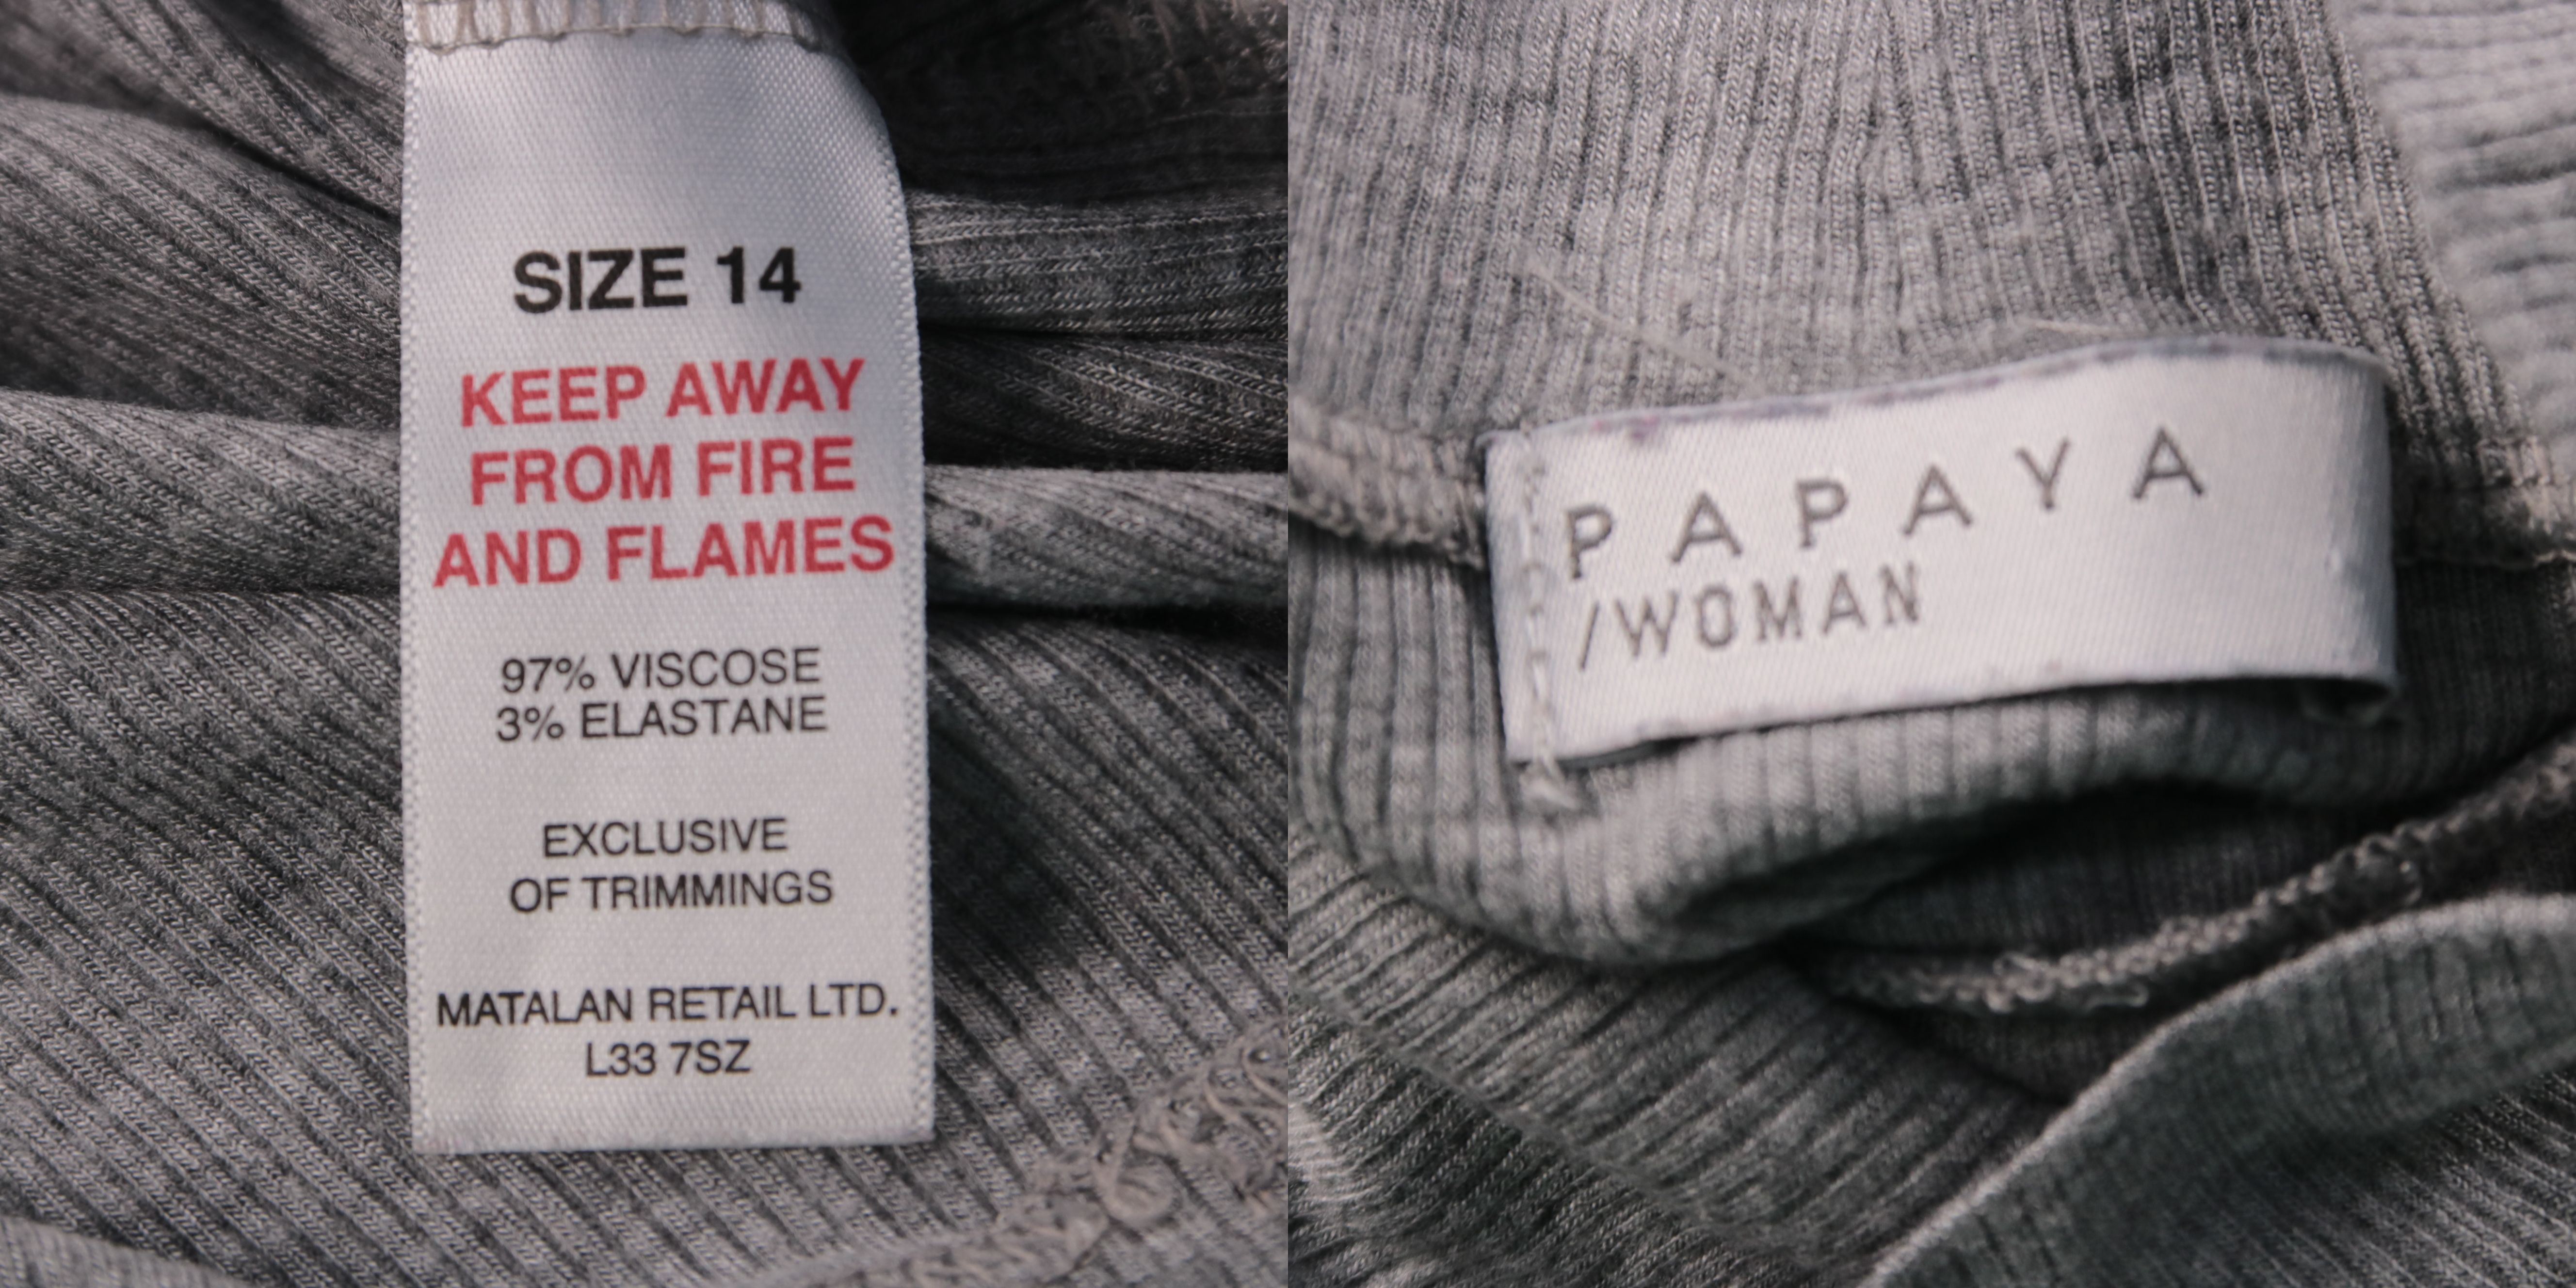 SIZE 14
KEEP AWAY
FROM FIRE
AND FLAMES
97% VISCOSE
3% ELASTANE
EXCLUSIVE
OF TRIMMINGS
MATALAN RETAIL LTD.
L33 7SZ
PAPAYA
/WOMAN